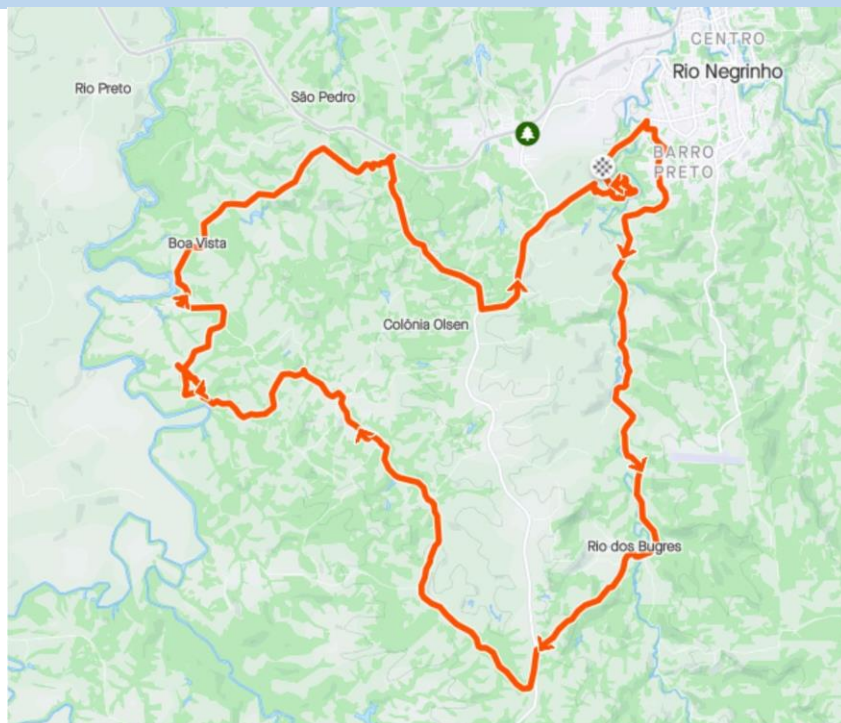 CENTRO
Rio Negrinho
Rio Preto
São Pedro
BARRO
PRETO
Boa Vista
Colônia Olsen
Rio dos Bugres